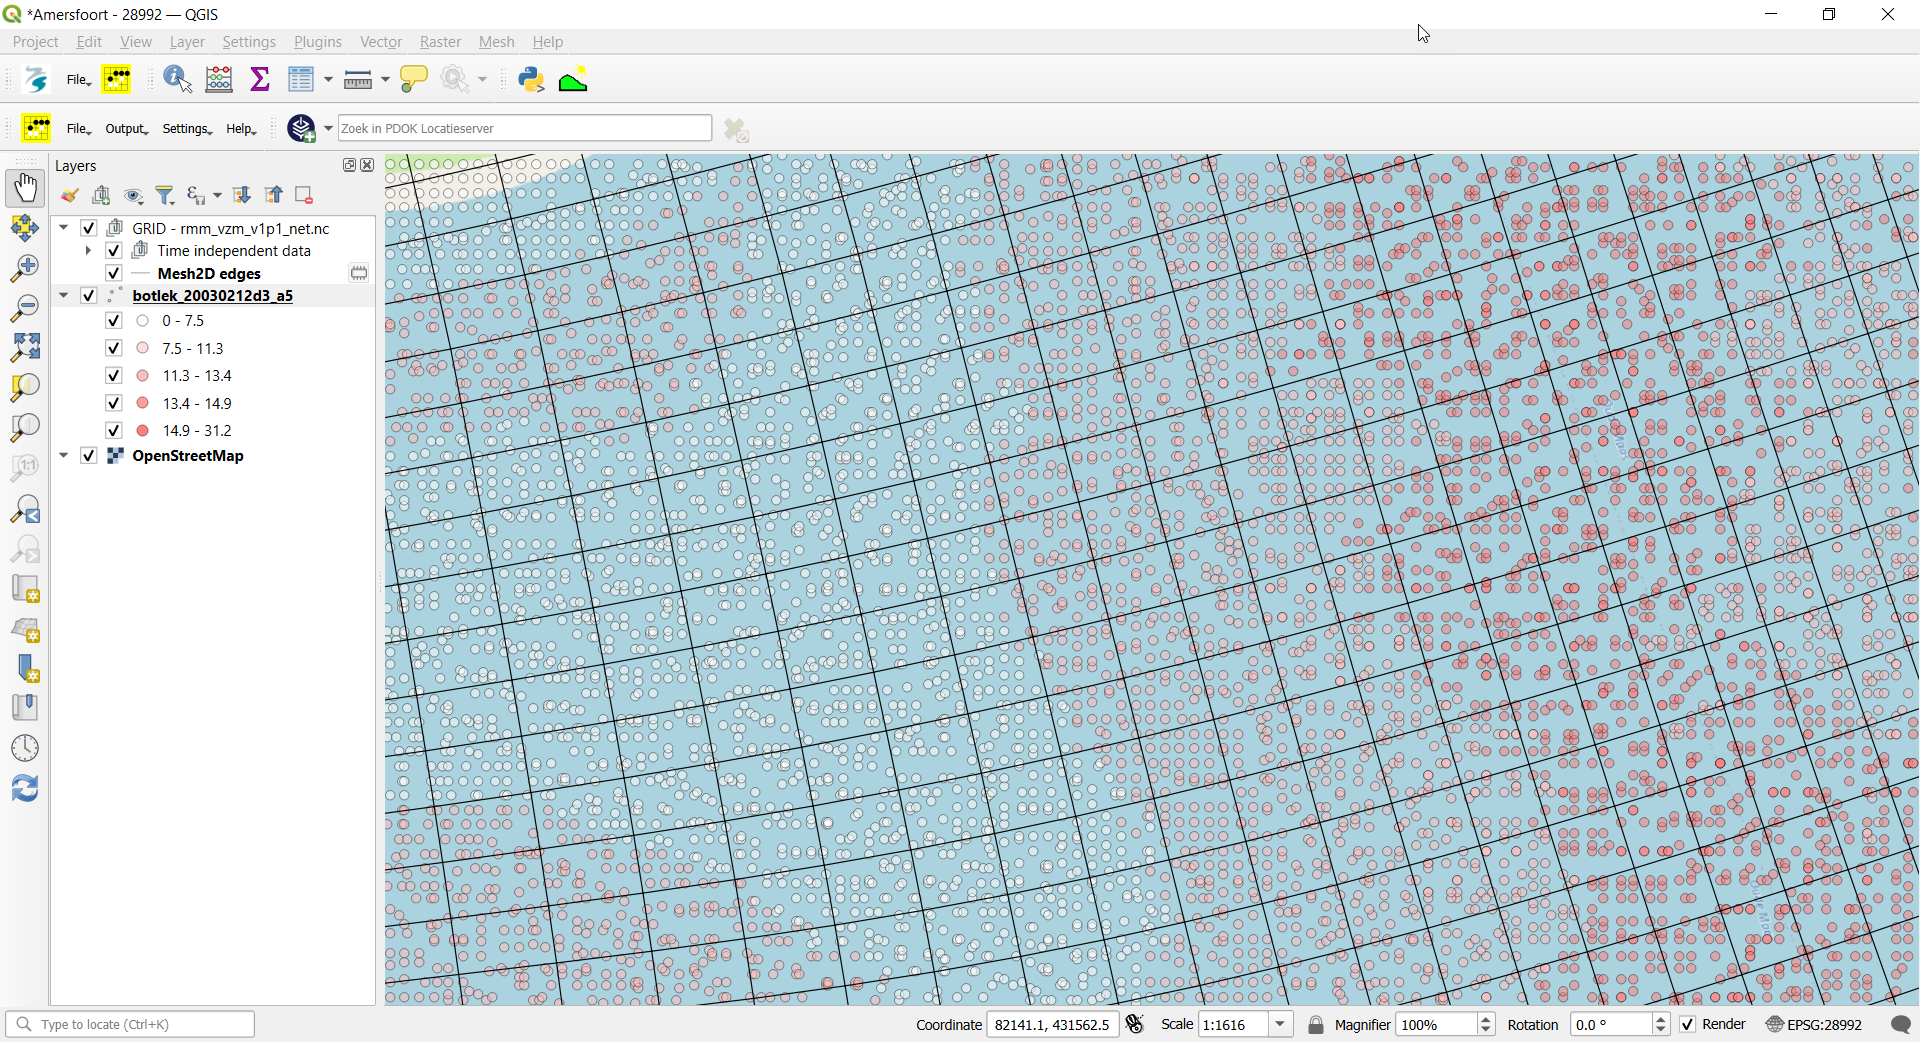 *Amersfoort - 28992 — QGIS
Project Edit View Layer Settings Plugins Vector Raster Mesh Help
File
File Output Settings Help Zoek in PDOK Locatieserver
Layers
GRID - rmm_vzm_v1p1_net.nc
Time independent data
Mesh2D edges
botlek_20030212d3_a5
0 - 7.5
7.5 - 11.3
11.3 - 13.4
13.4 - 14.9
14.9 - 31.2
OpenStreetMap
1:1
Type to locate (Ctrl+K) Coordinate 82141.1, 431562.5 Scale 1:1616 Magnifier 100% Rotation 0.0 ° Render EPSG:28992